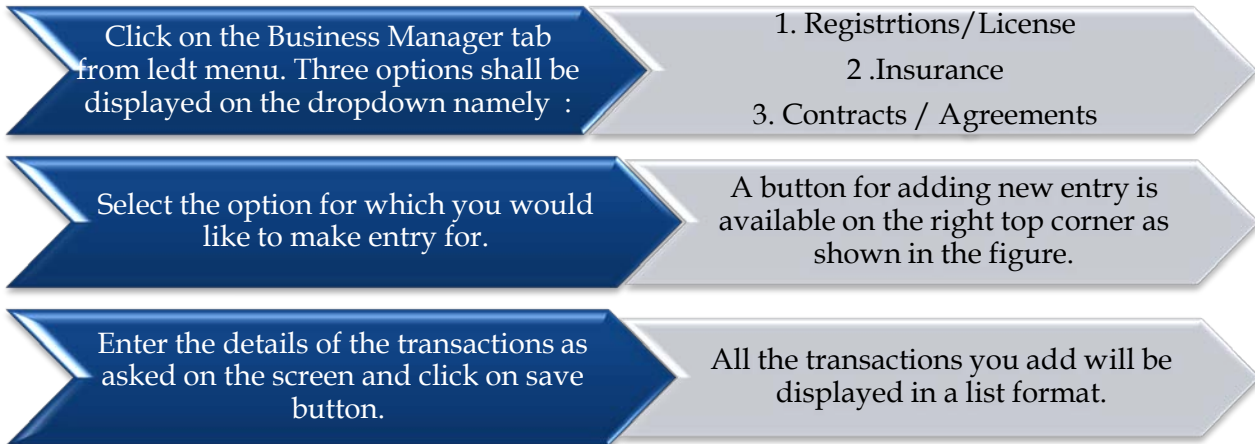 Click on the Business Manager tab
from ledt menu. Three options shall be
displayed on the dropdown namely :
1. Registrtions/License
2 .Insurance
3. Contracts / Agreements
Select the option for which you would
like to make entry for.
A button for adding new entry is
available on the right top corner as
shown in the figure.
Enter the details of the transactions as
asked on the screen and click on save
button.
All the transactions you add will be
displayed in a list format.